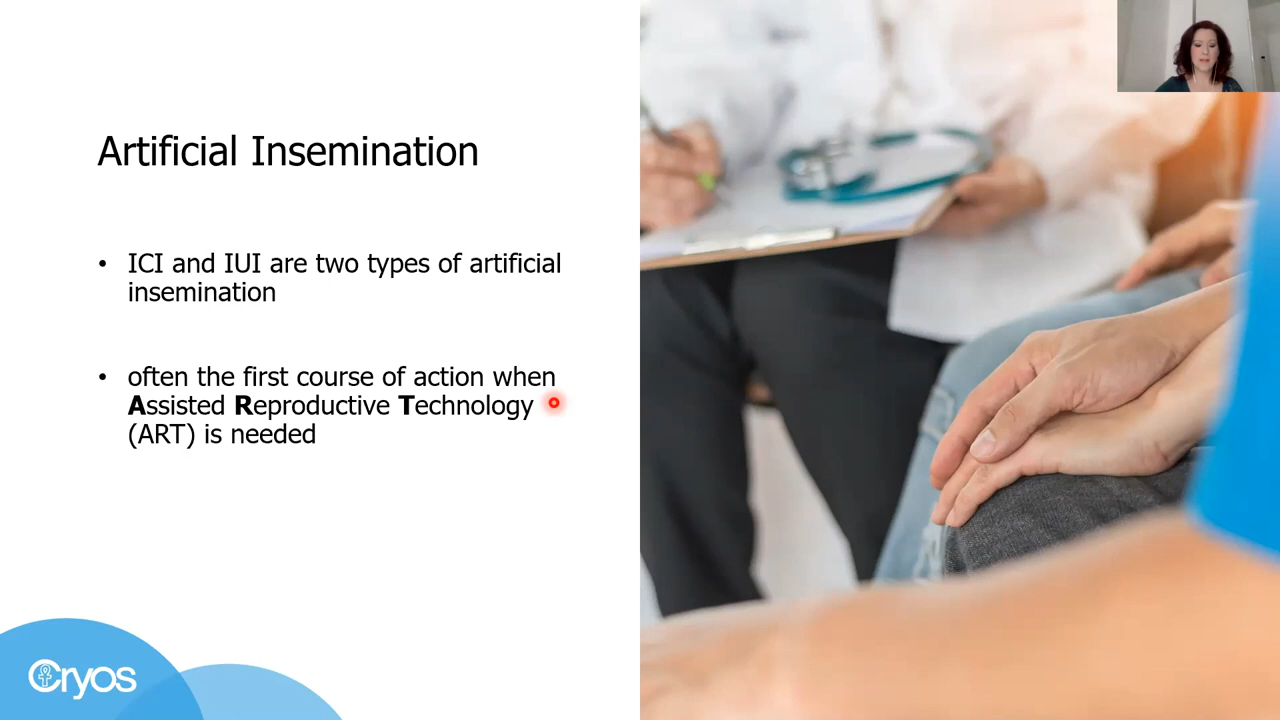 Artificial Insemination
• ICI and IUI are two types of artificial
insemination
• often the first course of action when
Assisted Reproductive Technology
(ART) is needed
Cryos